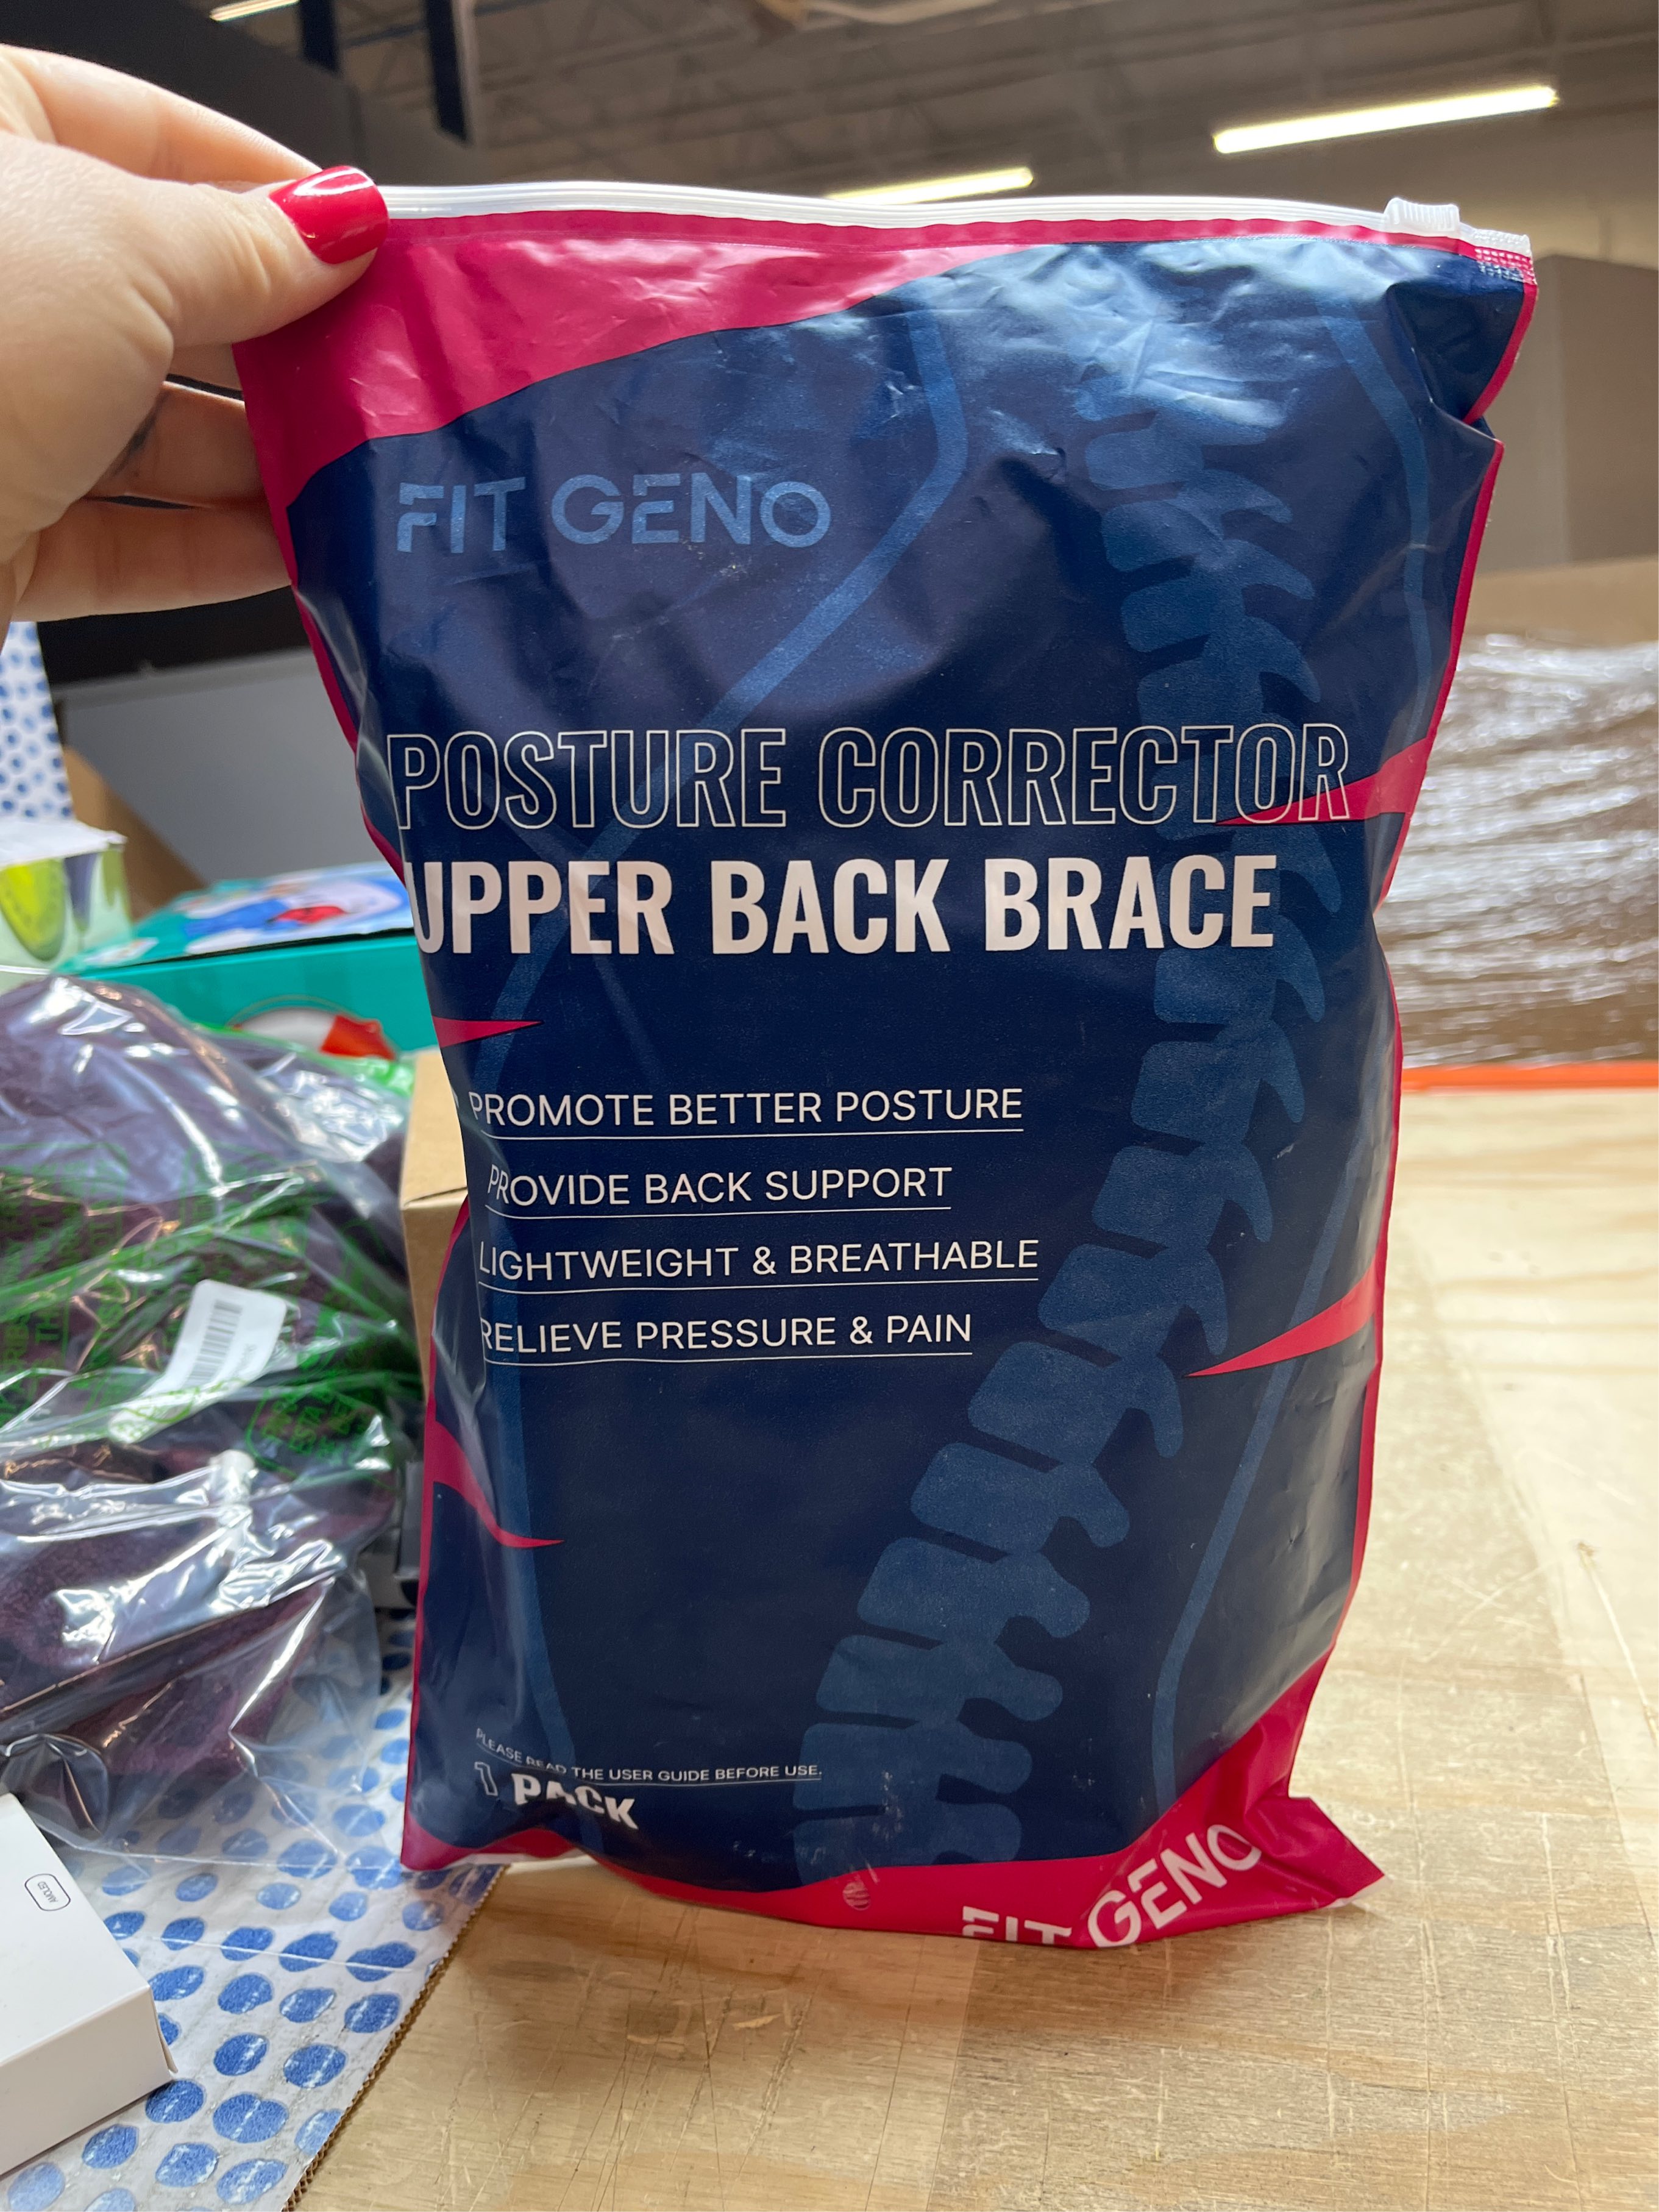 FIT GENO
POSTURE CORRECTOR
UPPER BACK BRACE
PROMOTE BETTER POSTURE
PROVIDE BACK SUPPORT
LIGHTWEIGHT & BREATHABLE
RELIEVE PRESSURE & PAIN
PLEASE READ THE USER GUIDE BEFORE USE.
1 PACK
FIT GENO
AMOLED